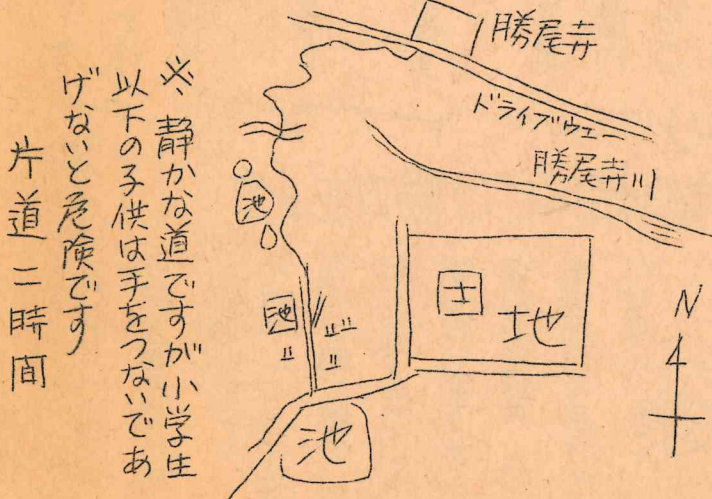 勝尾寺
ドライブウェー
勝尾寺川
池
池
団地
池
N
※ 静かな道ですが小学生
以下の子供は手をつないであ
げないと危険です
片道二時間